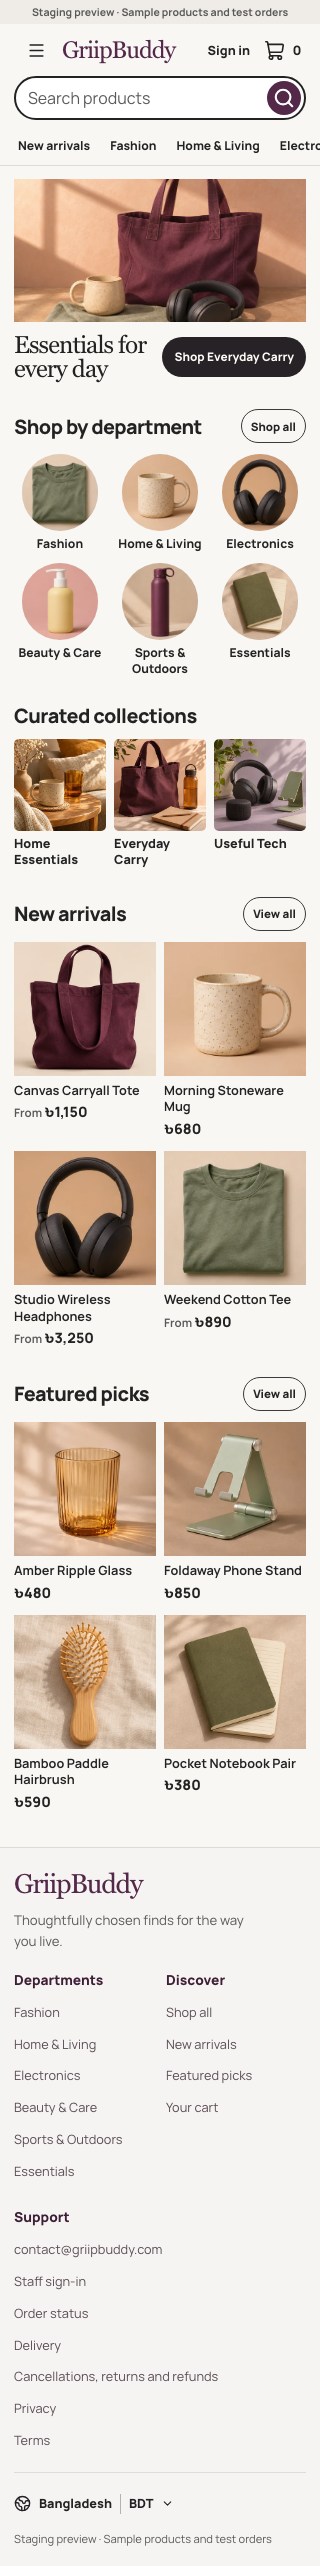 Staging preview · Sample products and test orders
GriipBuddy
Sign in
0
Search products
New arrivals Fashion Home & Living Electro
Essentials for
every day
Shop Everyday Carry
Shop by department
Shop all
Fashion
Home & Living
Electronics
Beauty & Care
Sports &
Outdoors
Essentials
Curated collections
Home
Essentials
Everyday
Carry
Useful Tech
New arrivals
View all
Canvas Carryall Tote
From ৳1,150
Morning Stoneware
Mug
৳680
Studio Wireless
Headphones
From ৳3,250
Weekend Cotton Tee
From ৳890
Featured picks
View all
Amber Ripple Glass
৳480
Foldaway Phone Stand
৳850
Bamboo Paddle
Hairbrush
৳590
Pocket Notebook Pair
৳380
GriipBuddy
Thoughtfully chosen finds for the way
you live.
Departments
Fashion
Home & Living
Electronics
Beauty & Care
Sports & Outdoors
Essentials
Discover
Shop all
New arrivals
Featured picks
Your cart
Support
contact@griipbuddy.com
Staff sign-in
Order status
Delivery
Cancellations, returns and refunds
Privacy
Terms
Bangladesh
BDT
Staging preview · Sample products and test orders